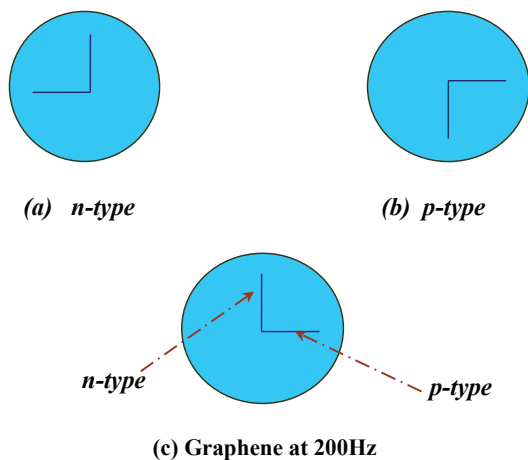 (a) n-type
(b) p-type
n-type
p-type
(c) Graphene at 200Hz